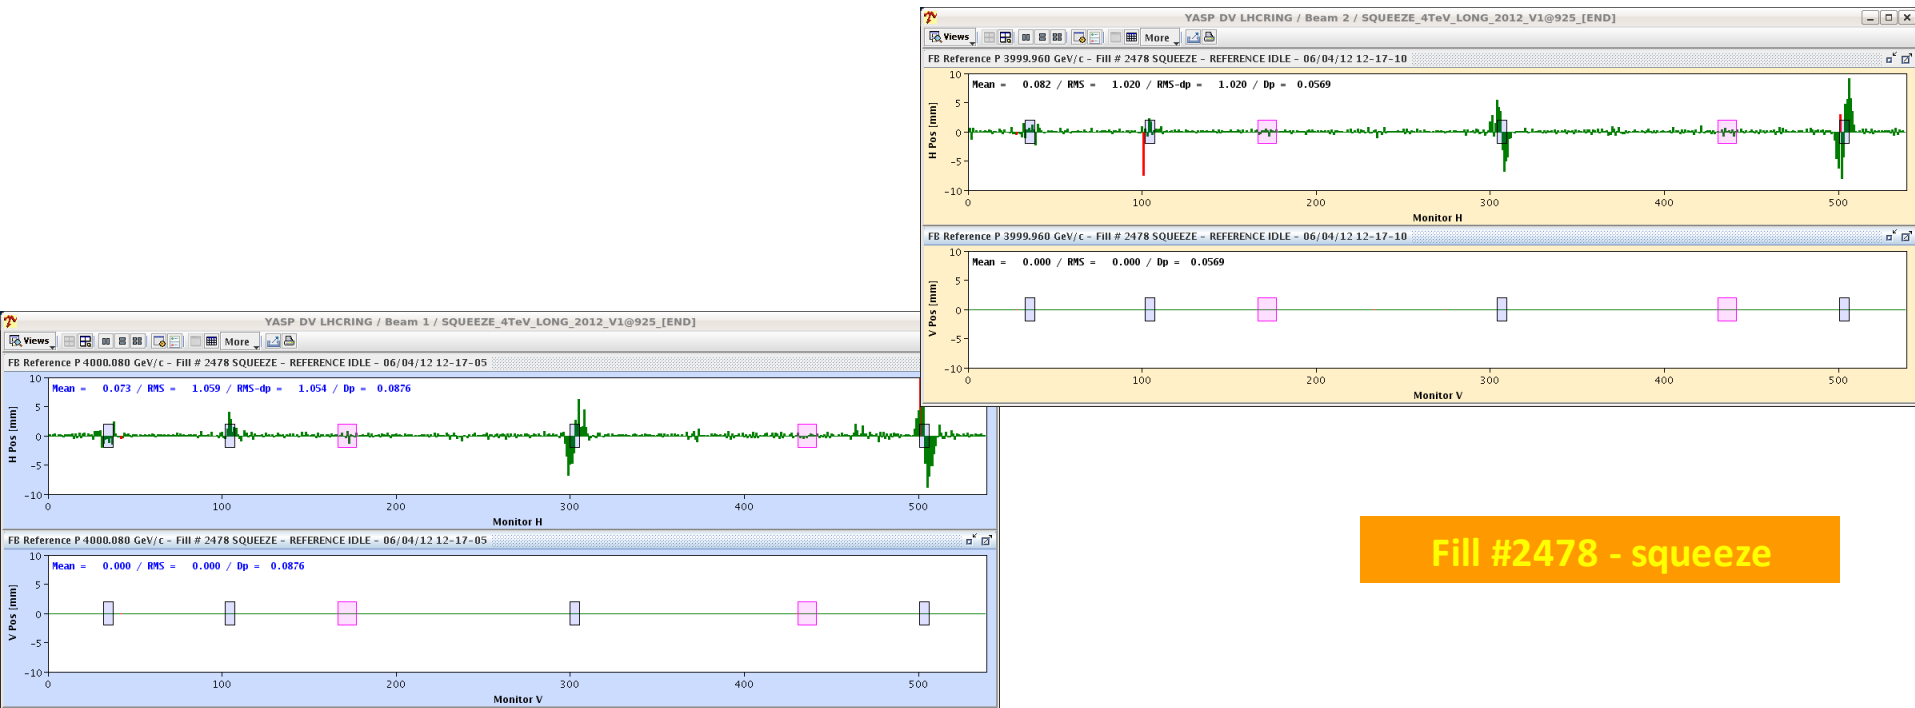 YASP DV LHCRING / Beam 2 / SQUEEZE_4TeV_LONG_2012_V1@925_[END]
Views More
FB Reference P 3999.960 GeV/c - Fill # 2478 SQUEEZE - REFERENCE IDLE - 06/04/12 12-17-10
Mean = 0.082 / RMS = 1.020 / RMS-dp = 1.020 / Dp = 0.0569
H Pos [mm]
10
5
0
-5
-10
0 100 200 300 400 500
Monitor H
FB Reference P 3999.960 GeV/c - Fill # 2478 SQUEEZE - REFERENCE IDLE - 06/04/12 12-17-10
Mean = 0.000 / RMS = 0.000 / Dp = 0.0569
V Pos [mm]
10
5
0
-5
-10
0 100 200 300 400 500
Monitor V
YASP DV LHCRING / Beam 1 / SQUEEZE_4TeV_LONG_2012_V1@925_[END]
Views More
FB Reference P 4000.080 GeV/c - Fill # 2478 SQUEEZE - REFERENCE IDLE - 06/04/12 12-17-05
Mean = 0.073 / RMS = 1.059 / RMS-dp = 1.054 / Dp = 0.0876
H Pos [mm]
10
5
0
-5
-10
0 100 200 300 400 500
Monitor H
FB Reference P 4000.080 GeV/c - Fill # 2478 SQUEEZE - REFERENCE IDLE - 06/04/12 12-17-05
Mean = 0.000 / RMS = 0.000 / Dp = 0.0876
V Pos [mm]
10
5
0
-5
-10
0 100 200 300 400 500
Monitor V
Fill #2478 - squeeze